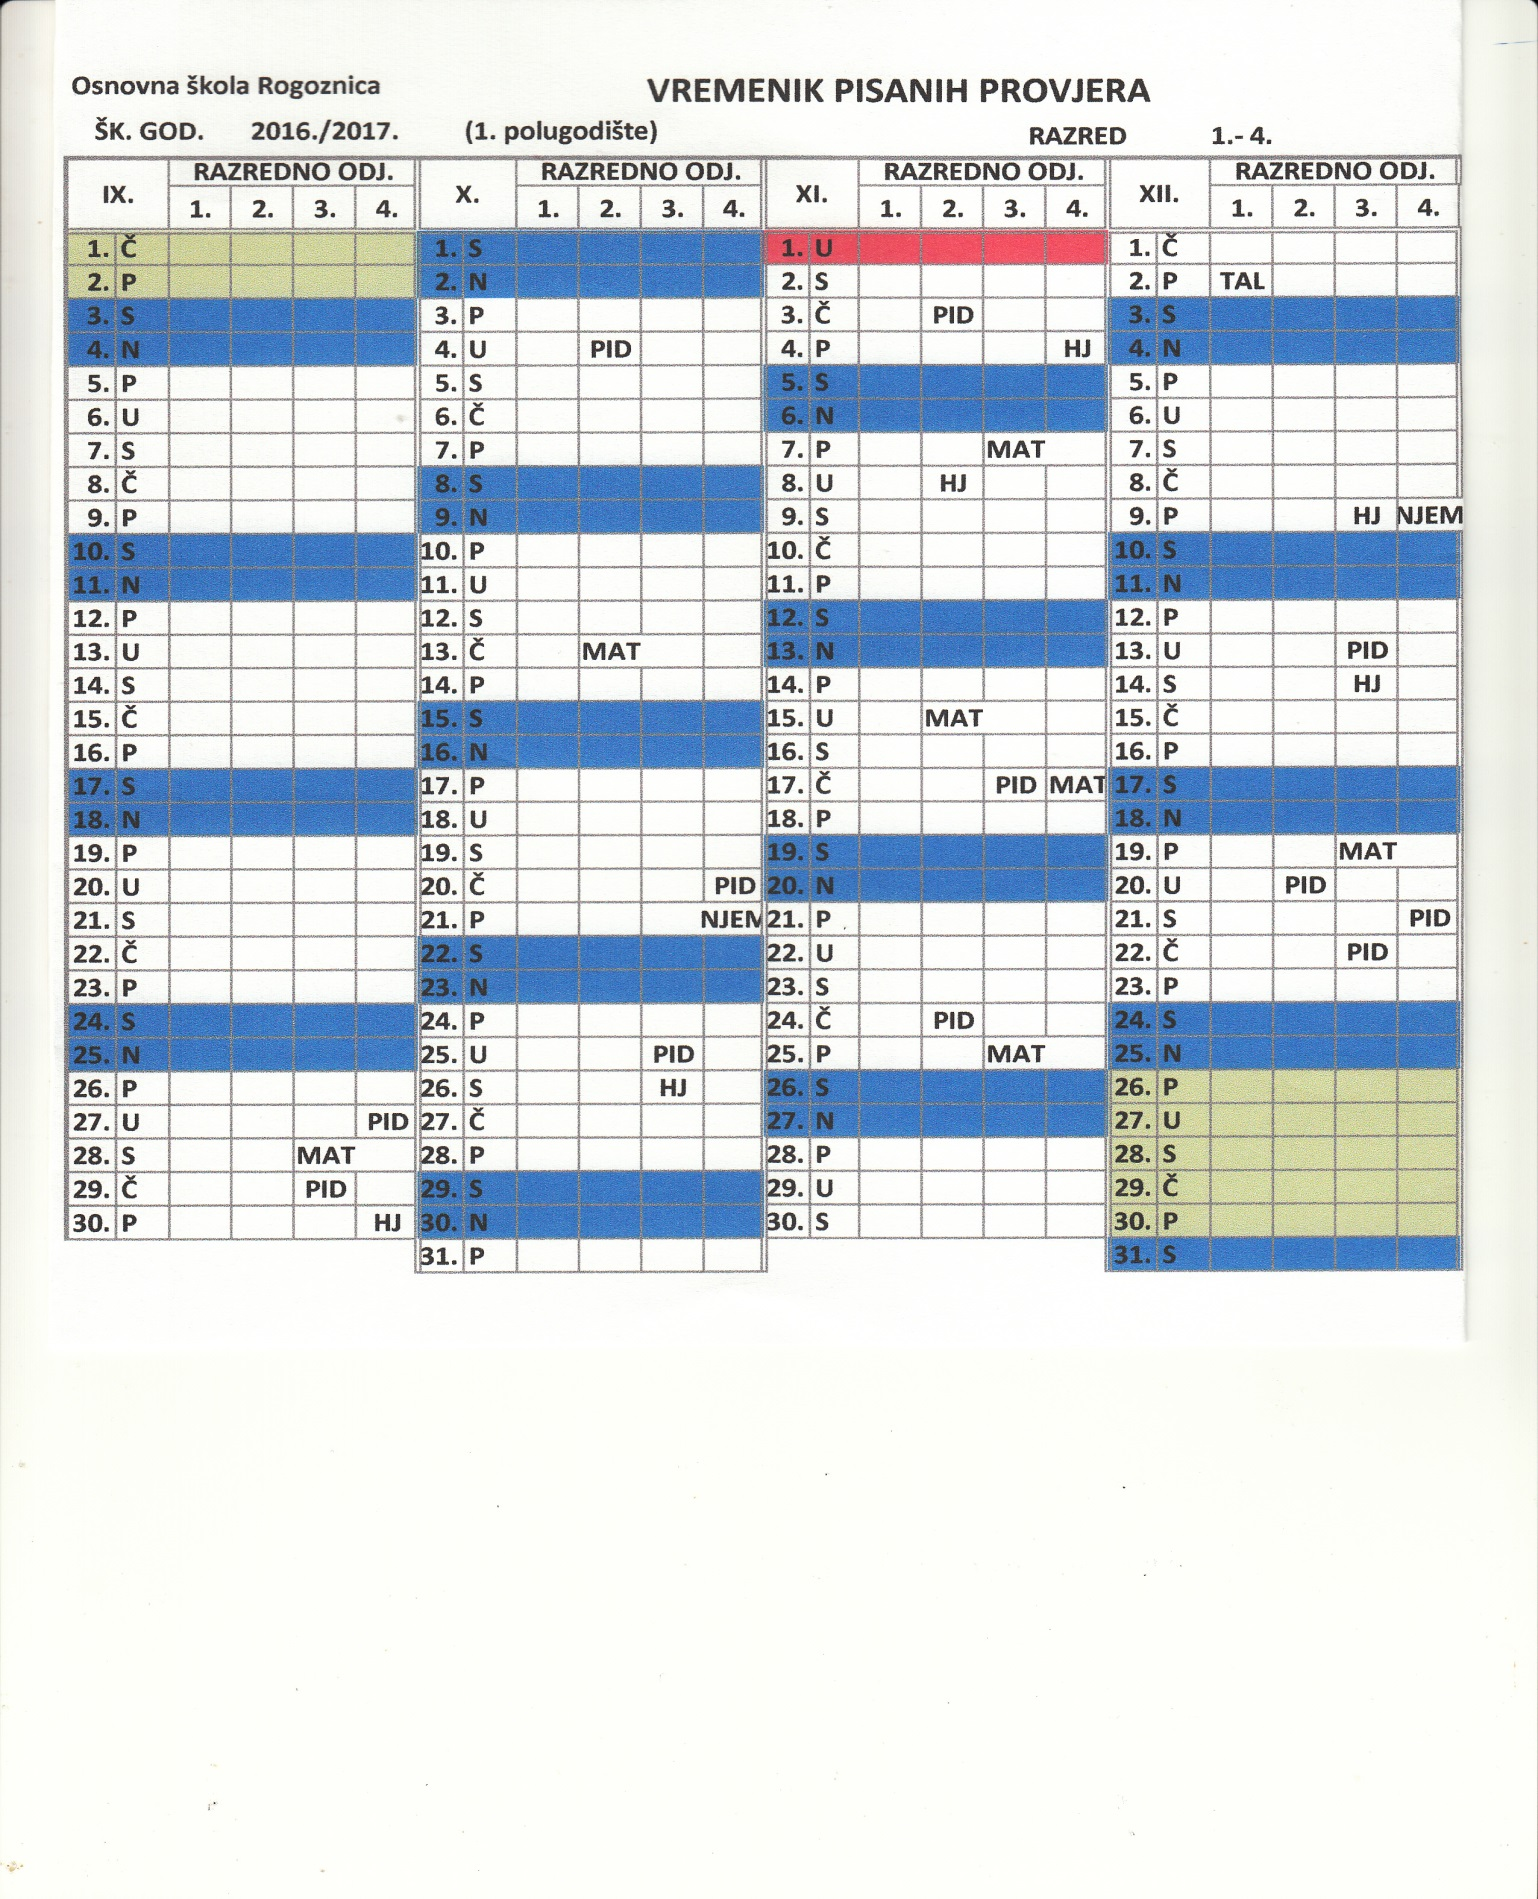 Osnovna škola Rogoznica VREMENIK PISANIH PROVJERA
ŠK. GOD. 2016./2017. (1. polugodište) RAZRED 1.- 4.
IX. RAZREDNO ODJ. X. RAZREDNO ODJ. XI. RAZREDNO ODJ. XII. RAZREDNO ODJ.
1. 2. 3. 4. 1. 2. 3. 4. 1. 2. 3. 4. 1. 2. 3. 4.
1. Č 1. S 1. U 1. Č
2. P 2. N 2. S 2. P TAL
3. S 3. P 3. Č PID 3. S
4. N 4. U PID 4. P HJ 4. N
5. P 5. S 5. S 5. P
6. U 6. Č 6. N 6. U
7. S 7. P 7. P MAT 7. S
8. Č 8. S 8. U HJ 8. Č
9. P 9. N 9. S 9. P HJ NJEM
10. S 10. P 10. Č 10. S
11. N 11. U 11. P 11. N
12. P 12. S 12. S 12. P
13. U 13. Č MAT 13. N 13. U PID
14. S 14. P 14. P 14. S HJ
15. Č 15. S 15. U MAT 15. Č
16. P 16. N 16. S 16. P
17. S 17. P 17. Č PID MAT 17. S
18. N 18. U 18. P 18. N
19. P 19. S 19. S 19. P MAT
20. U 20. Č PID 20. N 20. U PID
21. S 21. P NJEM 21. P 21. S PID
22. Č 22. S 22. U 22. Č PID
23. P 23. N 23. S 23. P
24. S 24. P 24. Č PID 24. S
25. N 25. U PID 25. P MAT 25. N
26. P 26. S HJ 26. S 26. P
27. U PID 27. Č 27. N 27. U
28. S MAT 28. P 28. P 28. S
29. Č PID 29. S 29. U 29. Č
30. P HJ 30. N 30. S 30. P
31. P 31. S